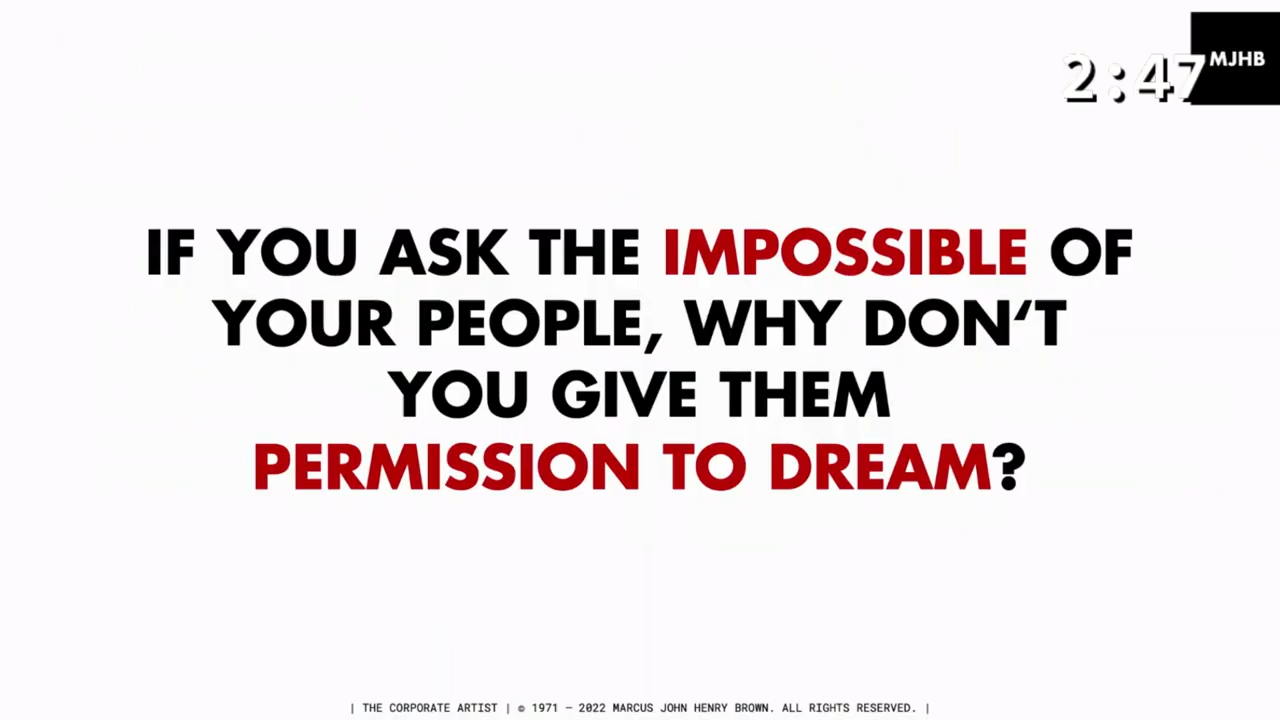 2:47
MJHB
IF YOU ASK THE IMPOSSIBLE OF
YOUR PEOPLE, WHY DON‘T
YOU GIVE THEM
PERMISSION TO DREAM?
| THE CORPORATE ARTIST | © 1971 – 2022 MARCUS JOHN HENRY BROWN. ALL RIGHTS RESERVED. |